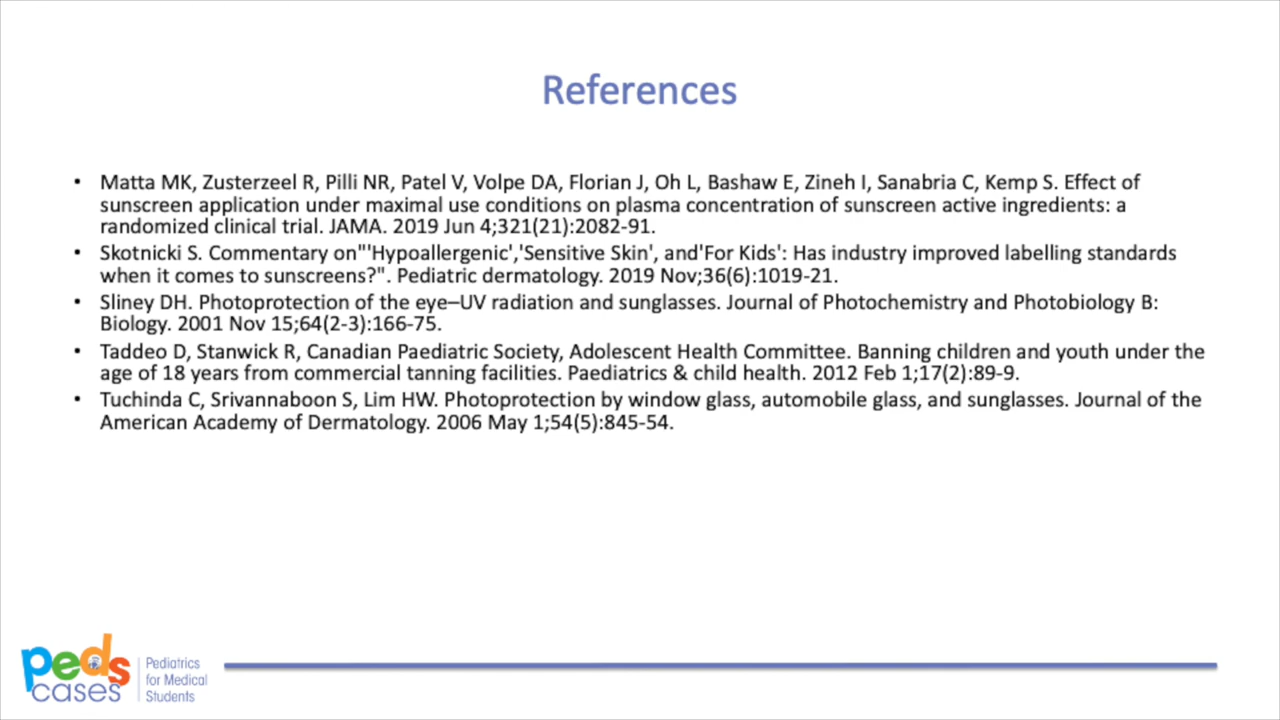 References
• Matta MK, Zusterzeel R, Pilli NR, Patel V, Volpe DA, Florian J, Oh L, Bashaw E, Zineh I, Sanabria C, Kemp S. Effect of
sunscreen application under maximal use conditions on plasma concentration of sunscreen active ingredients: a
randomized clinical trial. JAMA. 2019 Jun 4;321(21):2082-91.
• Skotnicki S. Commentary on"'Hypoallergenic','Sensitive Skin', and'For Kids': Has industry improved labelling standards
when it comes to sunscreens?". Pediatric dermatology. 2019 Nov;36(6):1019-21.
• Sliney DH. Photoprotection of the eye–UV radiation and sunglasses. Journal of Photochemistry and Photobiology B:
Biology. 2001 Nov 15;64(2-3):166-75.
• Taddeo D, Stanwick R, Canadian Paediatric Society, Adolescent Health Committee. Banning children and youth under the
age of 18 years from commercial tanning facilities. Paediatrics & child health. 2012 Feb 1;17(2):89-9.
• Tuchinda C, Srivannaboon S, Lim HW. Photoprotection by window glass, automobile glass, and sunglasses. Journal of the
American Academy of Dermatology. 2006 May 1;54(5):845-54.
peds
cases
Pediatrics
for Medical
Students